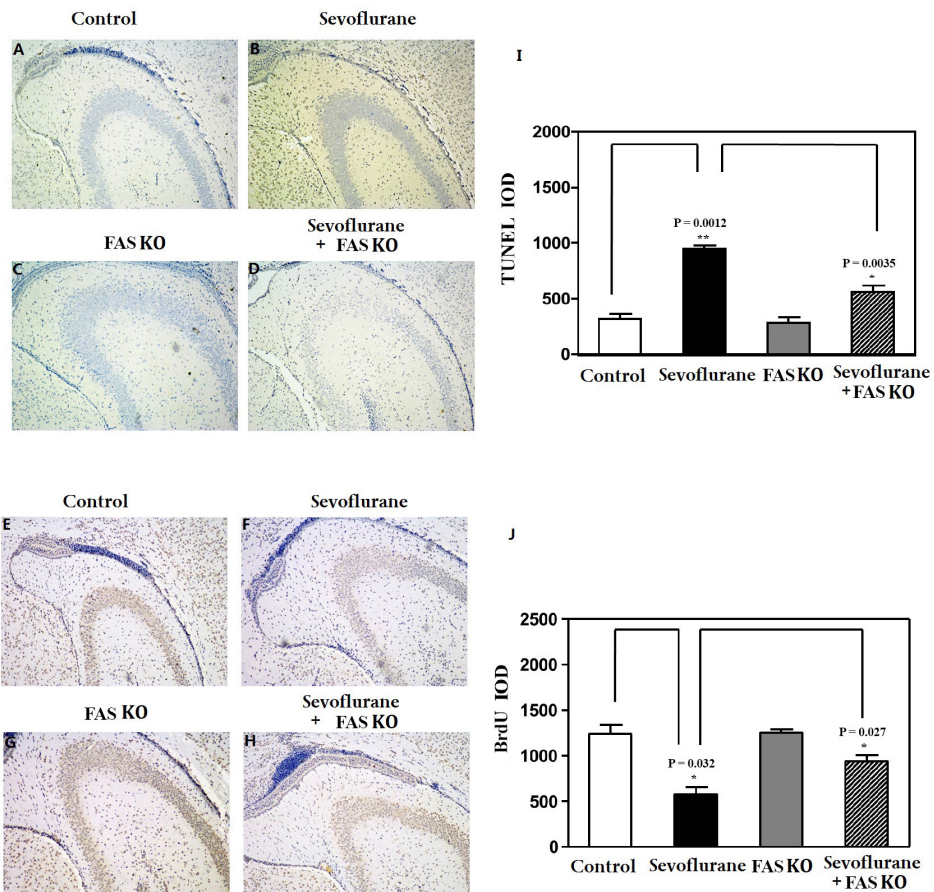 Control
Sevoflurane
A
B
FAS KO
Sevoflurane
+ FAS KO
C
D
I
2000
1500
1000
500
0
TUNEL IOD
P = 0.0012
**
P = 0.0035
*
Control
Sevoflurane
FAS KO
Sevoflurane
+ FAS KO
Control
Sevoflurane
E
F
FAS KO
Sevoflurane
+ FAS KO
G
H
J
2500
2000
1500
1000
500
0
BrdU IOD
P = 0.032
*
P = 0.027
*
Control
Sevoflurane
FAS KO
Sevoflurane
+ FAS KO